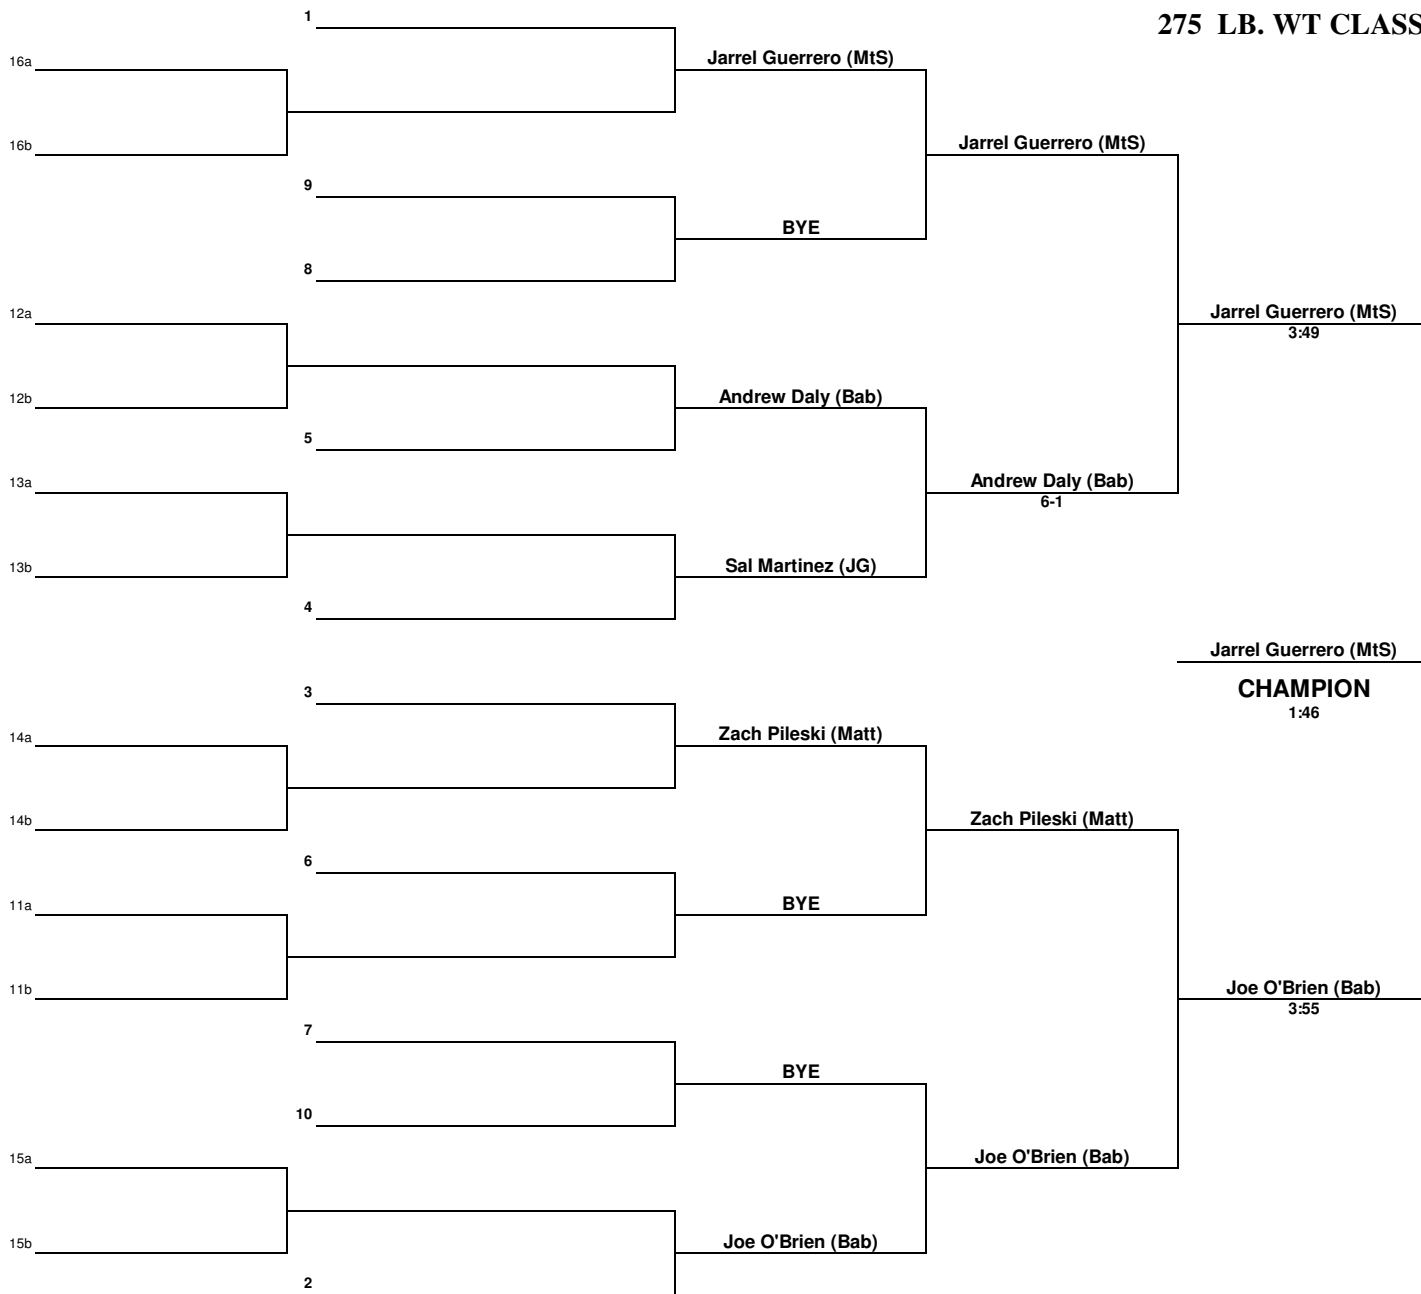 275 LB. WT CLASS
1
Jarrel Guerrero (MtS)
16a
16b
Jarrel Guerrero (MtS)
9
BYE
8
12a
Jarrel Guerrero (MtS)
3:49
12b
Andrew Daly (Bab)
5
13a
Andrew Daly (Bab)
6-1
13b
Sal Martinez (JG)
4
Jarrel Guerrero (MtS)
CHAMPION
1:46
3
14a
Zach Pileski (Matt)
14b
Zach Pileski (Matt)
6
11a
BYE
11b
Joe O'Brien (Bab)
3:55
7
BYE
10
15a
Joe O'Brien (Bab)
15b
Joe O'Brien (Bab)
2